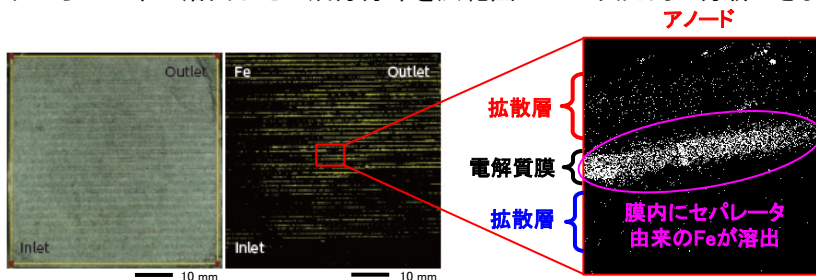 アノード
Outlet
Inlet
10 mm
Fe
Outlet
Inlet
10 mm
拡散層
電解質膜
拡散層
膜内にセパレータ
由来のFeが溶出